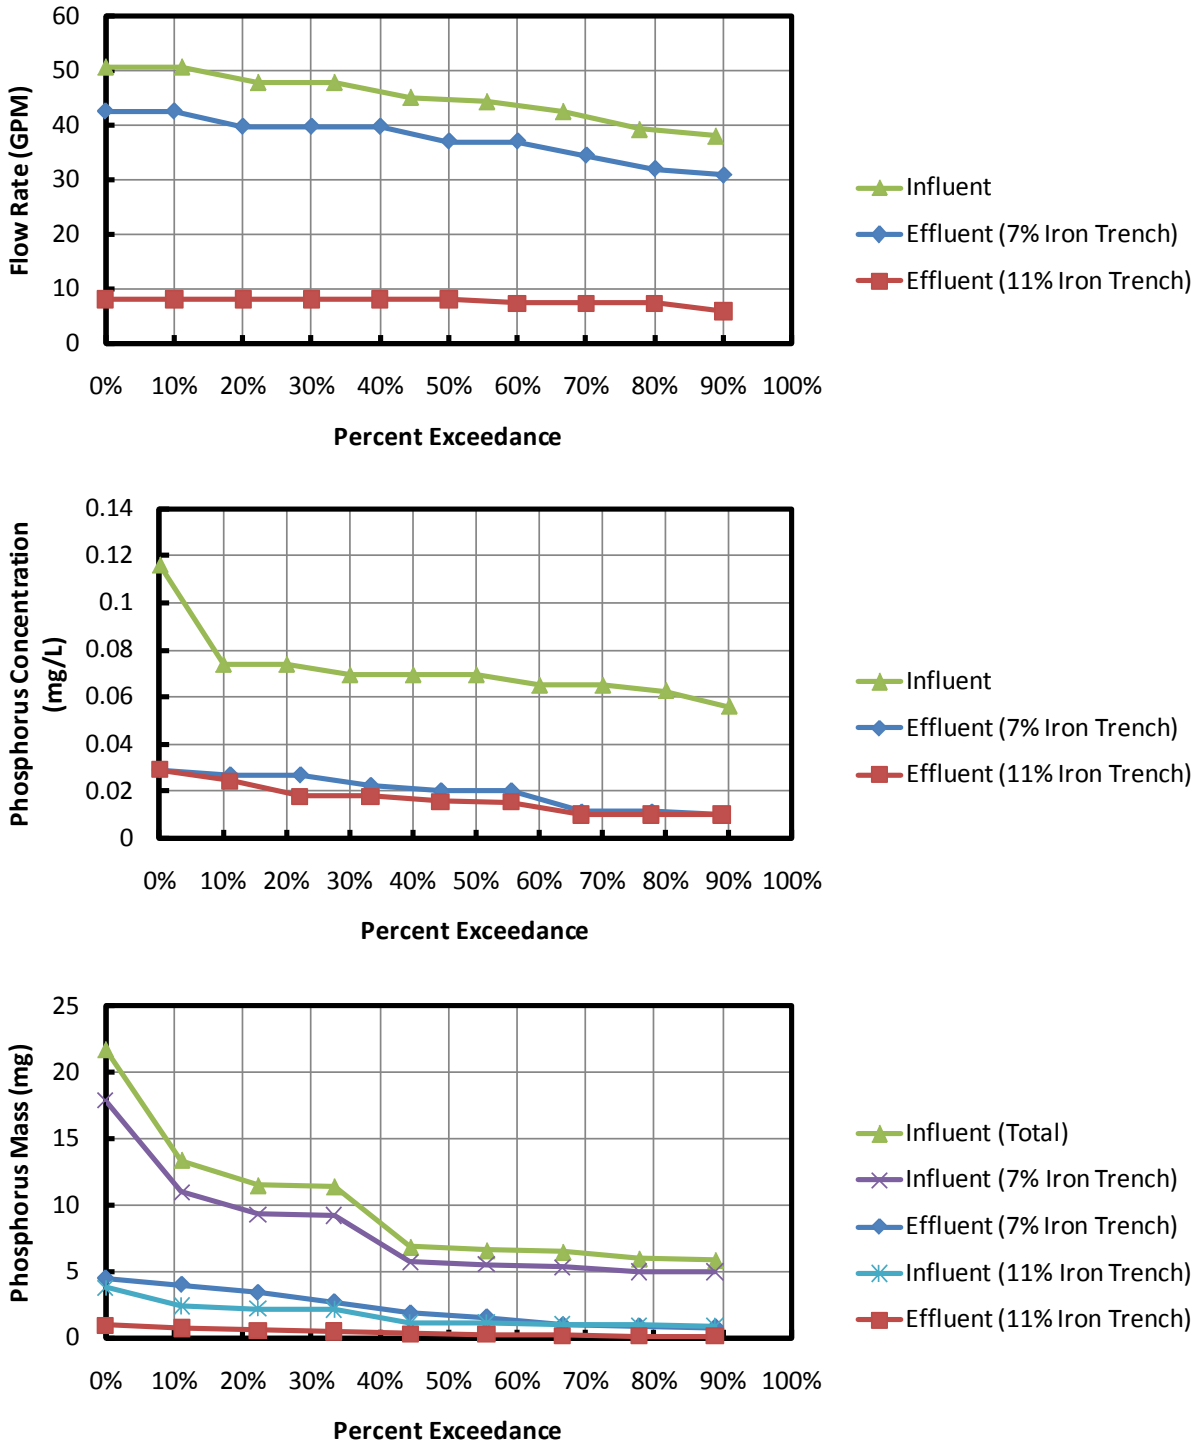 60
50
40
30
20
10
0
Flow Rate (GPM)
0% 10% 20% 30% 40% 50% 60% 70% 80% 90% 100%
Percent Exceedance
Influent
Effluent (7% Iron Trench)
Effluent (11% Iron Trench)
0.14
0.12
0.1
0.08
0.06
0.04
0.02
0
Phosphorus Concentration
(mg/L)
0% 10% 20% 30% 40% 50% 60% 70% 80% 90% 100%
Percent Exceedance
Influent
Effluent (7% Iron Trench)
Effluent (11% Iron Trench)
25
20
15
10
5
0
Phosphorus Mass (mg)
0% 10% 20% 30% 40% 50% 60% 70% 80% 90% 100%
Percent Exceedance
Influent (Total)
Influent (7% Iron Trench)
Effluent (7% Iron Trench)
Influent (11% Iron Trench)
Effluent (11% Iron Trench)